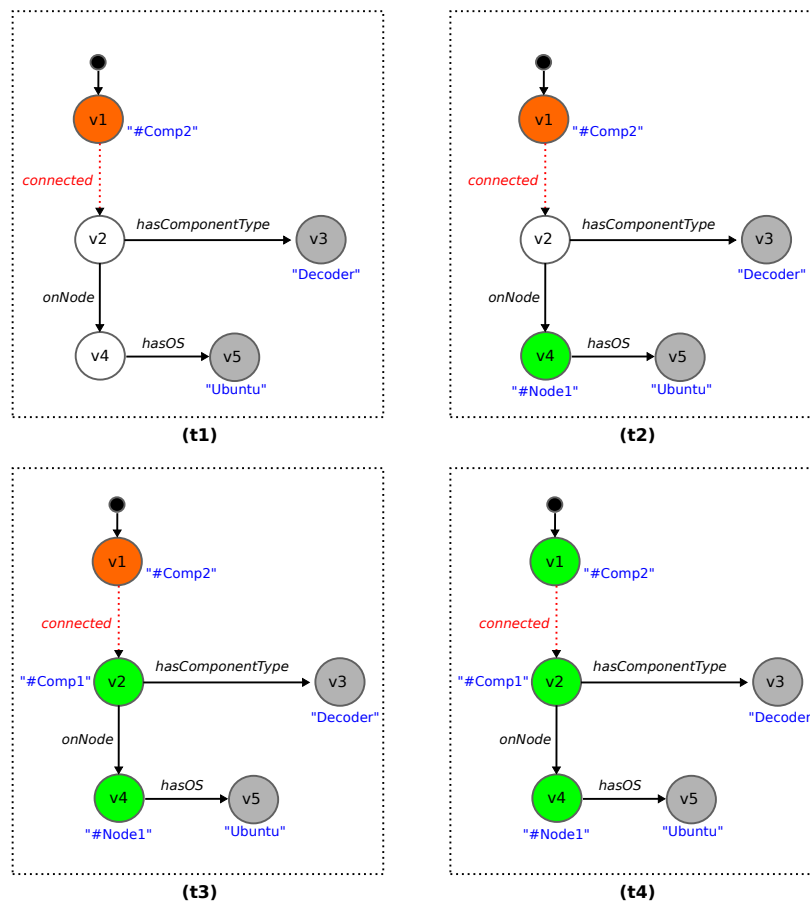 v1
"#Comp2"
connected
v2
hasComponentType
v3
"Decoder"
onNode
v4
hasOS
v5
"Ubuntu"
(t1)
v1
"#Comp2"
connected
v2
hasComponentType
v3
"Decoder"
onNode
v4
hasOS
v5
"#Node1"
"Ubuntu"
(t2)
v1
"#Comp2"
connected
"#Comp1"
v2
hasComponentType
v3
"Decoder"
onNode
v4
hasOS
v5
"#Node1"
"Ubuntu"
(t3)
v1
"#Comp2"
connected
"#Comp1"
v2
hasComponentType
v3
"Decoder
onNode
v4
hasOS
v5
"#Node1"
"Ubuntu"
(t4)